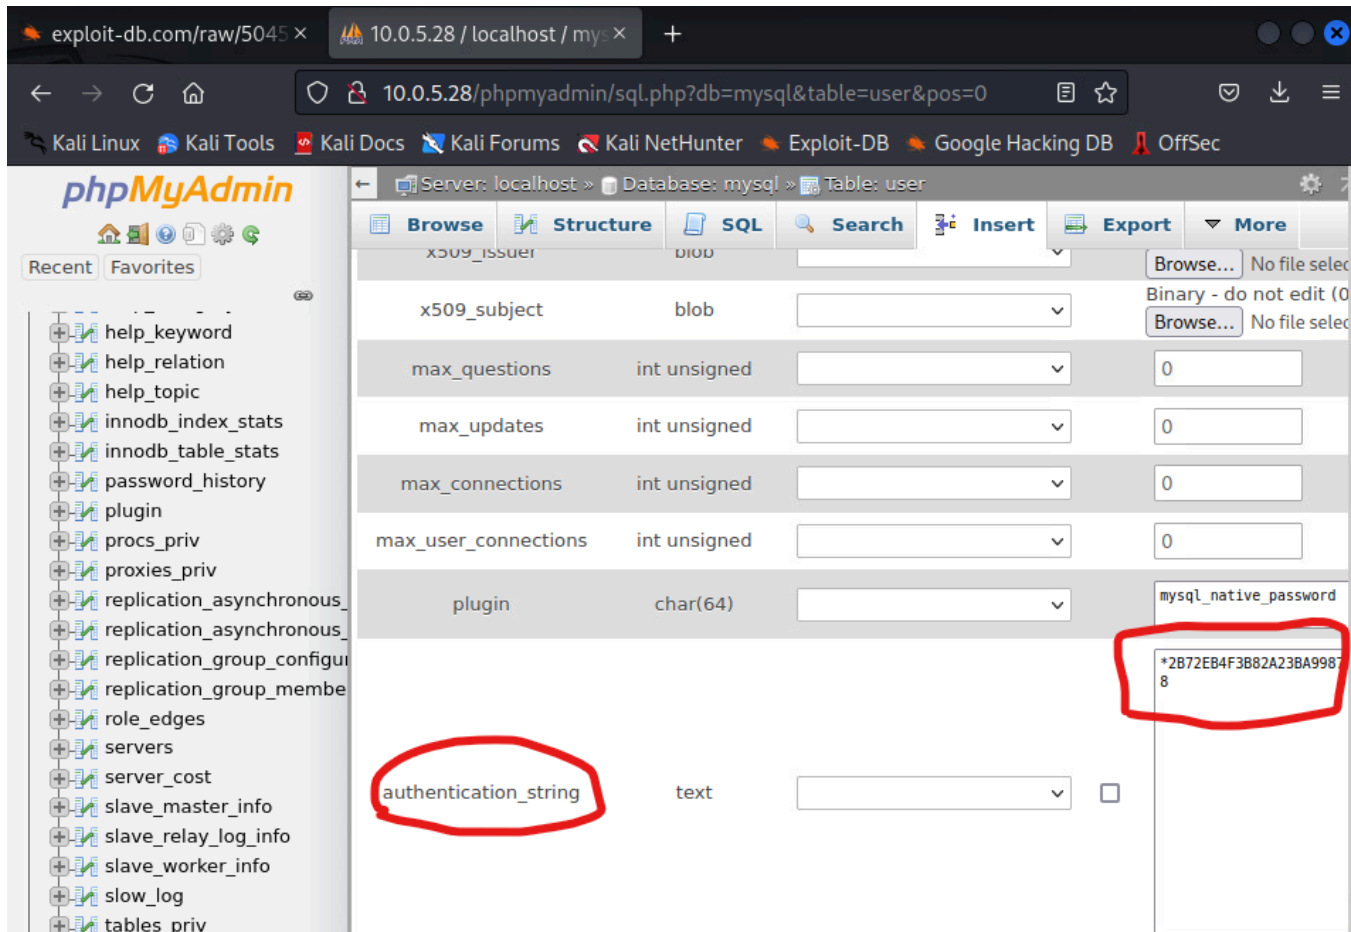 exploit-db.com/raw/5045
10.0.5.28 / localhost / mys
10.0.5.28/phpmyadmin/sql.php?db=mysql&table=user&pos=0
Kali Linux Kali Tools Kali Docs Kali Forums Kali NetHunter Exploit-DB Google Hacking DB OffSec
phpMyAdmin
Recent Favorites
help_keyword
help_relation
help_topic
innodb_index_stats
innodb_table_stats
password_history
plugin
procs_priv
proxies_priv
replication_asynchronous_
replication_asynchronous_
replication_group_configu
replication_group_membe
role_edges
servers
server_cost
slave_master_info
slave_relay_log_info
slave_worker_info
slow_log
tables_priv
Server: localhost » Database: mysql » Table: user
Browse Structure SQL Search Insert Export More
x509_issuer blob Browse... No file selec
x509_subject blob Binary - do not edit (0
Browse... No file selec
max_questions int unsigned 0
max_updates int unsigned 0
max_connections int unsigned 0
max_user_connections int unsigned 0
plugin char(64) mysql_native_password
*2B72EB4F3B82A23BA9987
8
authentication_string text